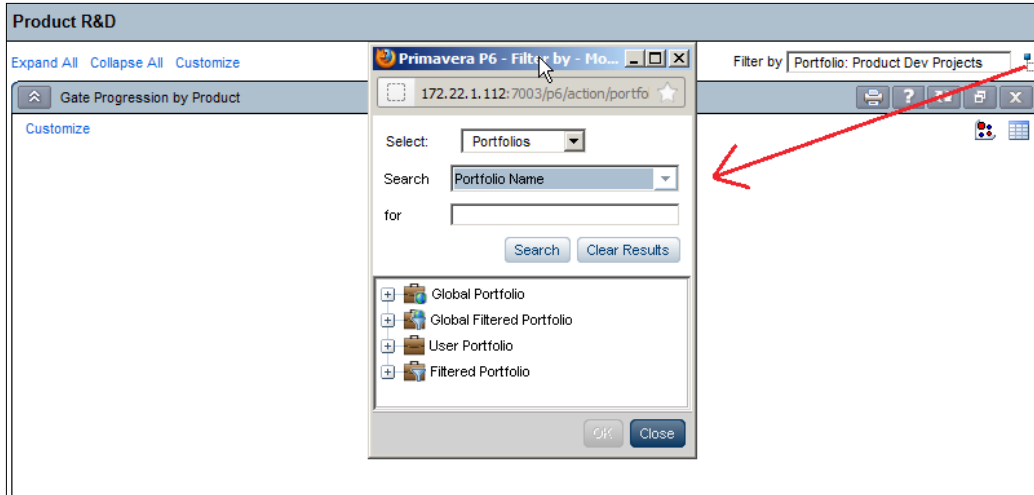 Product R&D
Expand All Collapse All Customize
Filter by Portfolio: Product Dev Projects
Gate Progression by Product
?
X
Customize
Primavera P6 - Filter by - Mo...
172.22.1.112:7003/p6/action/portfo
Select: Portfolios
Search Portfolio Name
for
Search Clear Results
Global Portfolio
Global Filtered Portfolio
User Portfolio
Filtered Portfolio
OK Close